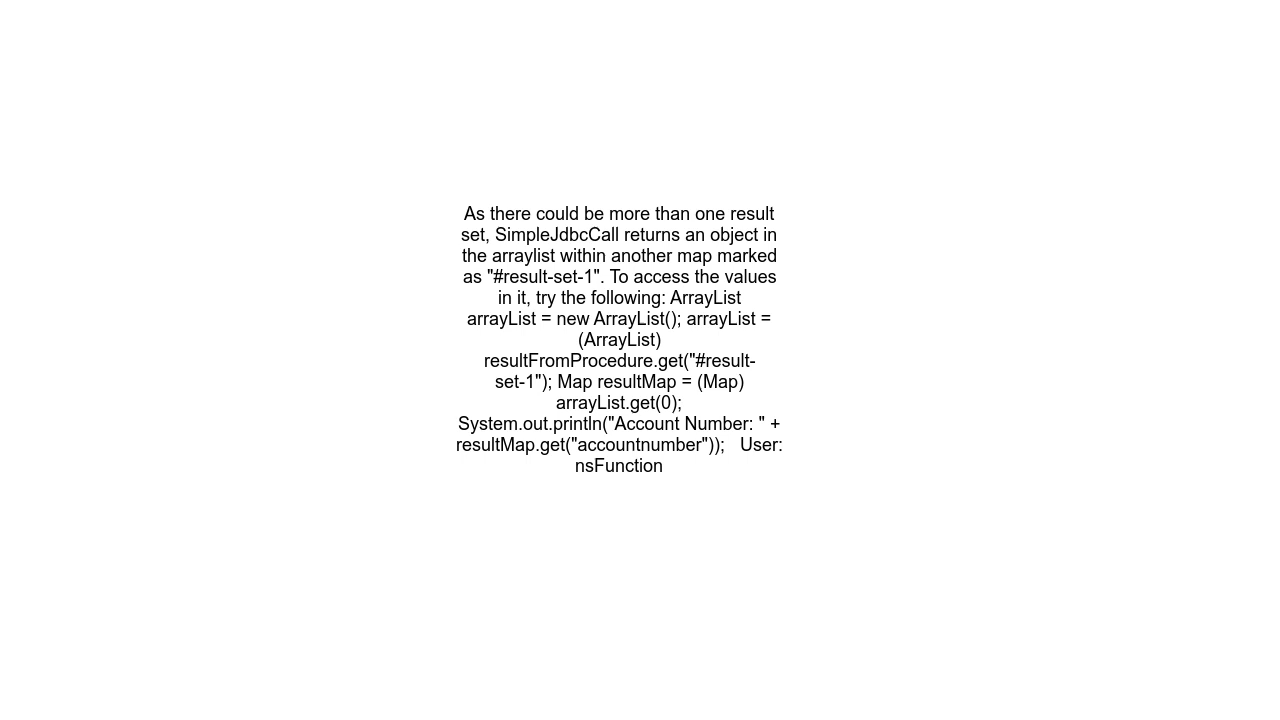 As there could be more than one result
set, SimpleJdbcCall returns an object in
the arraylist within another map marked
as "#result-set-1". To access the values
in it, try the following: ArrayList
arrayList = new ArrayList(); arrayList =
(ArrayList)
resultFromProcedure.get("#result-
set-1"); Map resultMap = (Map)
arrayList.get(0);
System.out.println("Account Number: " +
resultMap.get("accountnumber"));   User:
nsFunction